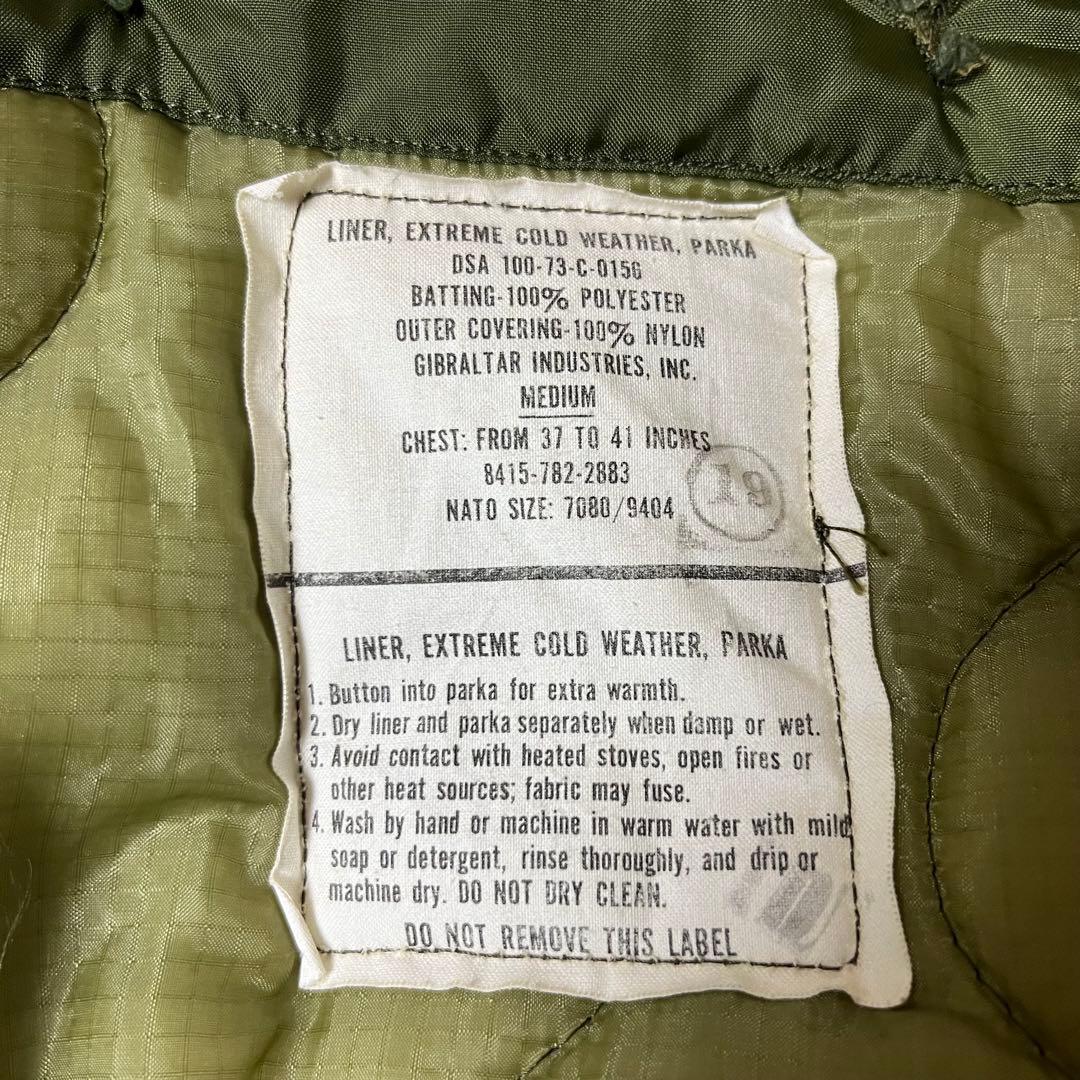 LINER, EXTREME COLD WEATHER, PARKA
DSA 100-73-C-0156
BATTING-100% POLYESTER
OUTER COVERING-100% NYLON
GIBRALTAR INDUSTRIES, INC.
MEDIUM
CHEST: FROM 37 TO 41 INCHES
8415-782-2883
19
NATO SIZE: 7080/9404
LINER, EXTREME COLD WEATHER, PARKA
1. Button into parka for extra warmth.
2. Dry liner and parka separately when damp or wet.
3. Avoid contact with heated stoves, open fires or
other heat sources; fabric may fuse.
4. Wash by hand or machine in warm water with mild
soap or detergent, rinse thoroughly, and drip or
machine dry. DO NOT DRY CLEAN.
DO NOT REMOVE THIS LABEL